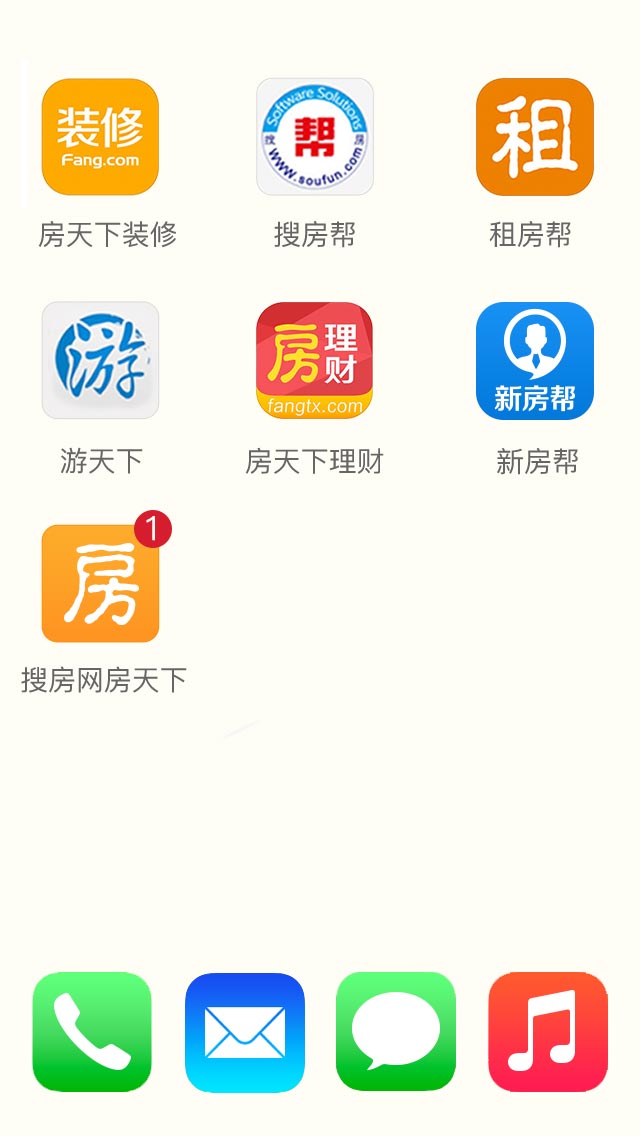 装修
Fang.com
Software Solutions
搜 帮 房
www.soufun.com
租
房天下装修
搜房帮
租房帮
游
房 理财
fangtx.com
新房帮
游天下
房天下理财
新房帮
1
房
搜房网房天下